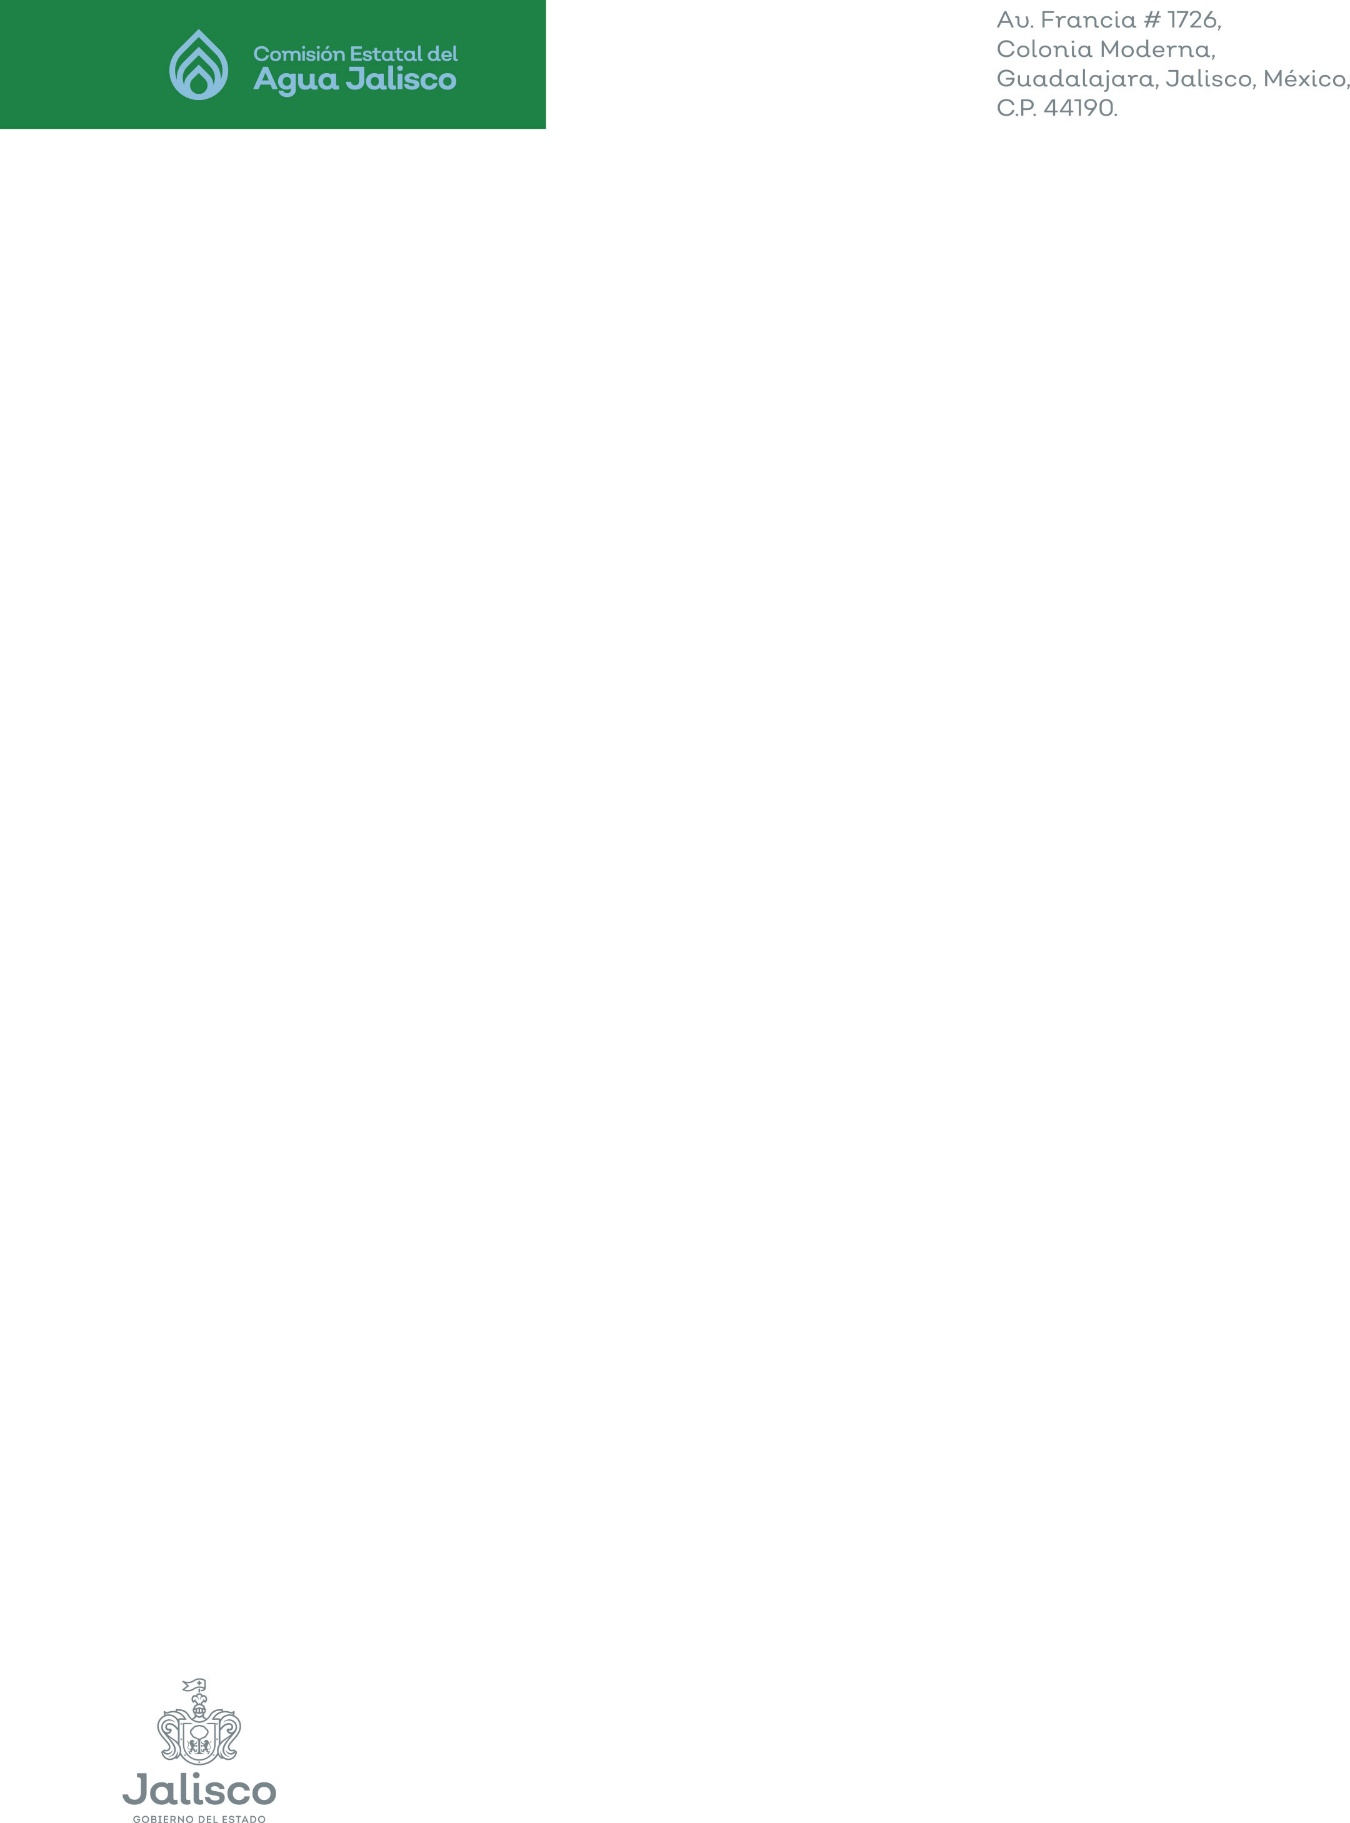 Comisión Estatal del
Agua Jalisco
Av. Francia # 1726,
Colonia Moderna,
Guadalajara, Jalisco, México,
C.P. 44190.
Jalisco
GOBIERNO DEL ESTADO